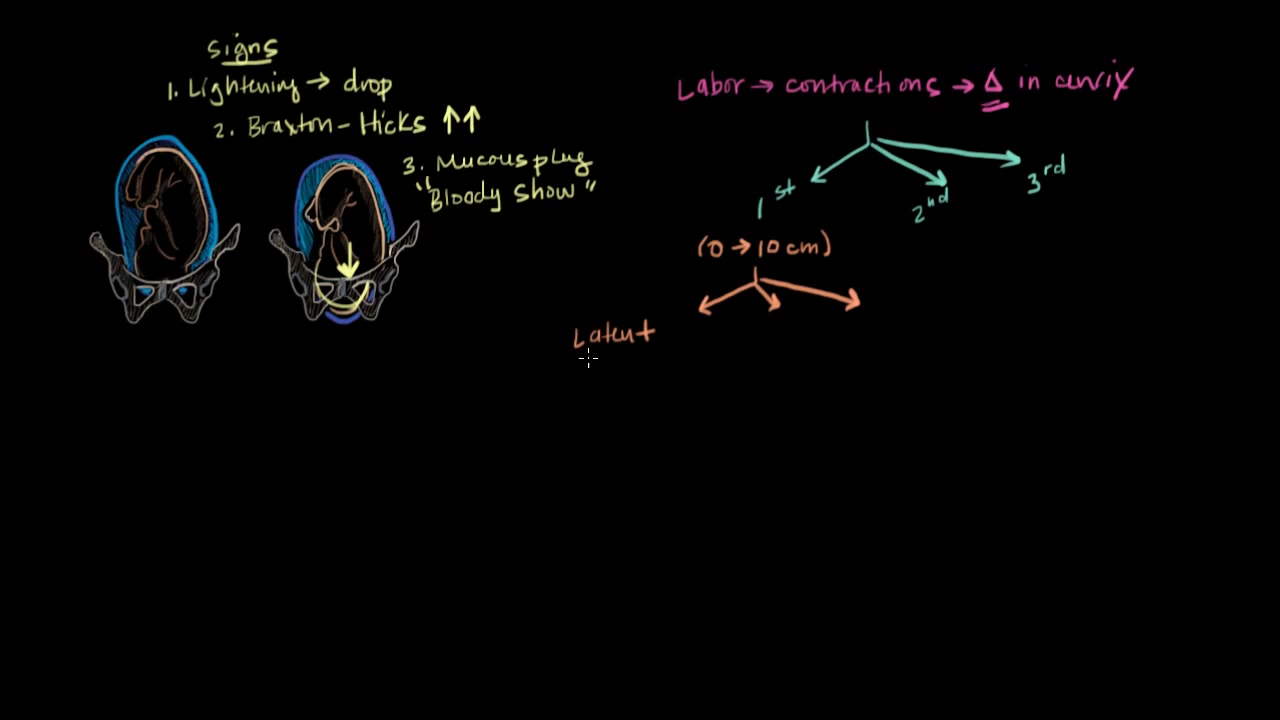 Signs
1. Lightening → drop
2. Braxton-Hicks ↑↑
3. Mucous plug
"Bloody show"
Labor → contractions → Δ in cervix
1st
2nd
3rd
(0 → 10 cm)
Latent